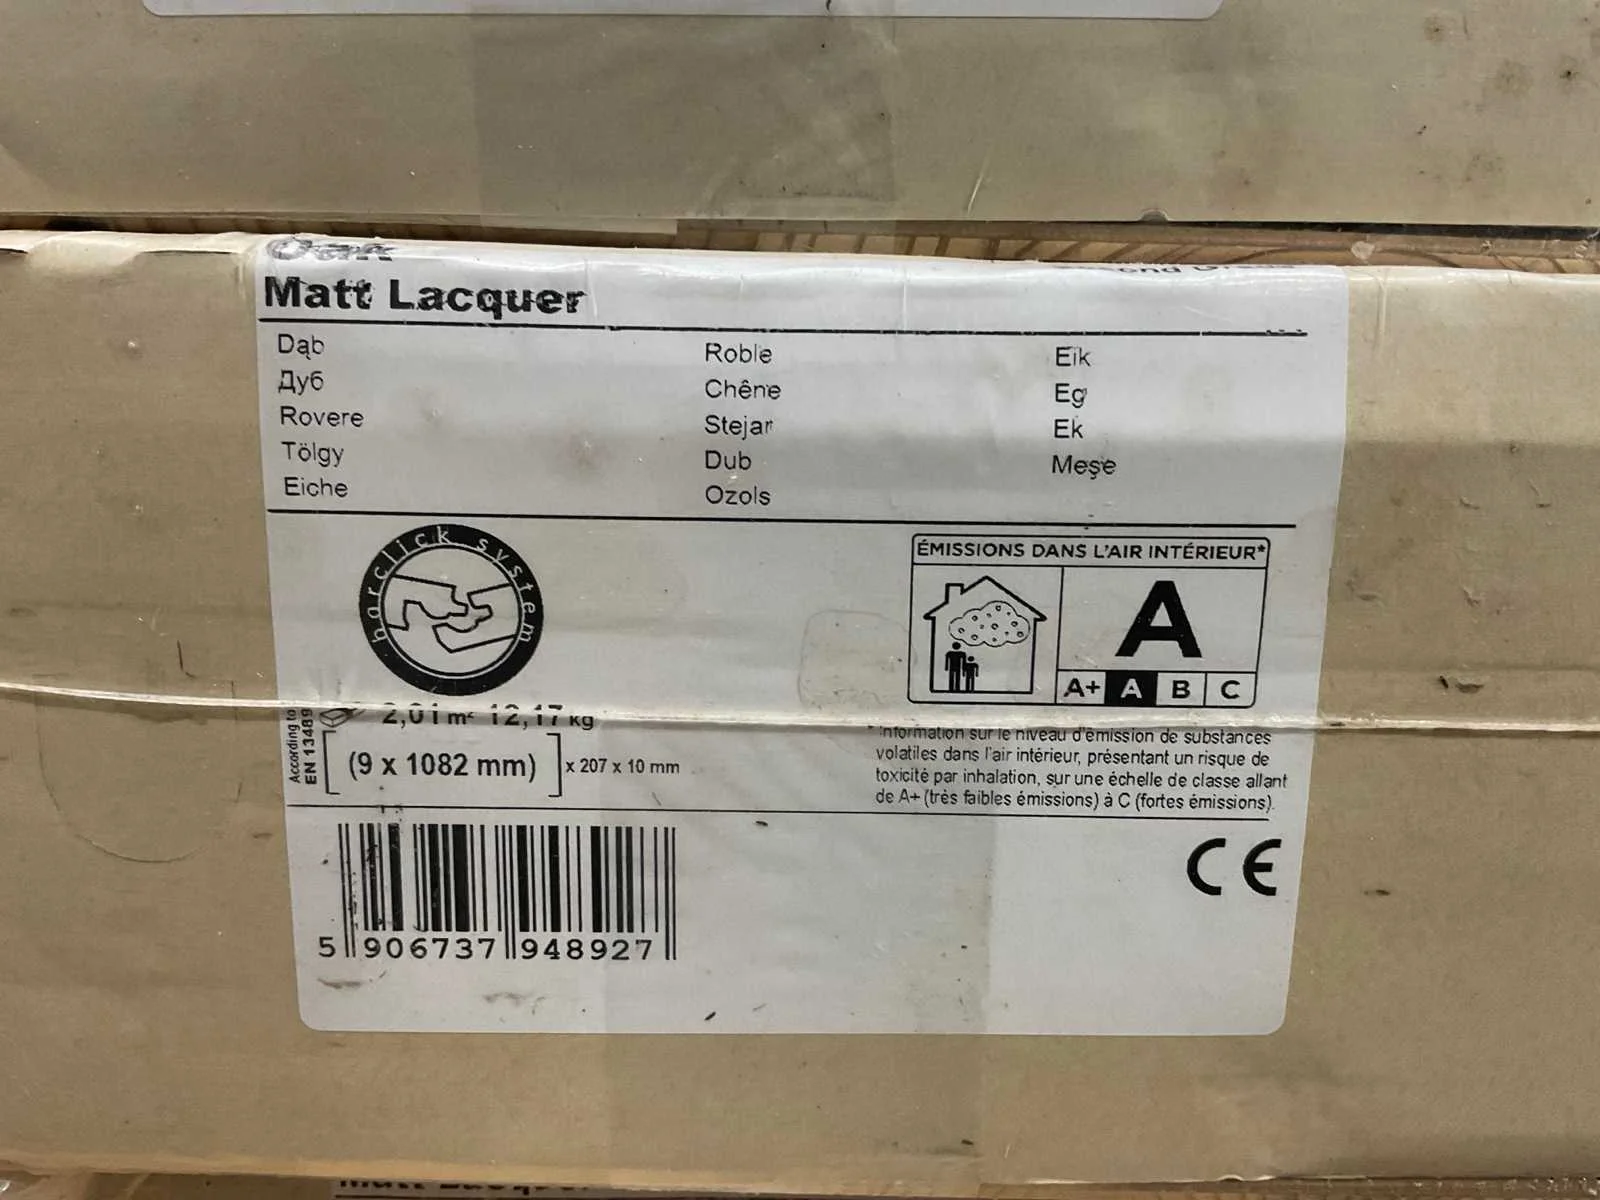 Oak
Matt Lacquer
Dąb
Дуб
Rovere
Tölgy
Eiche
Roble
Chêne
Stejar
Dub
Ozols
Eik
Eg
Ek
Meşe
barclick system
ÉMISSIONS DANS L'AIR INTÉRIEUR*
A
A+ A B C
2,01 m² 12,17 kg
According to
EN 13489
(9 x 1082 mm) x 207 x 10 mm
*Information sur le niveau d'émission de substances
volatiles dans l'air intérieur, présentant un risque de
toxicité par inhalation, sur une échelle de classe allant
de A+ (très faibles émissions) à C (fortes émissions).
CE
5 906737 948927
Matt Lacquer